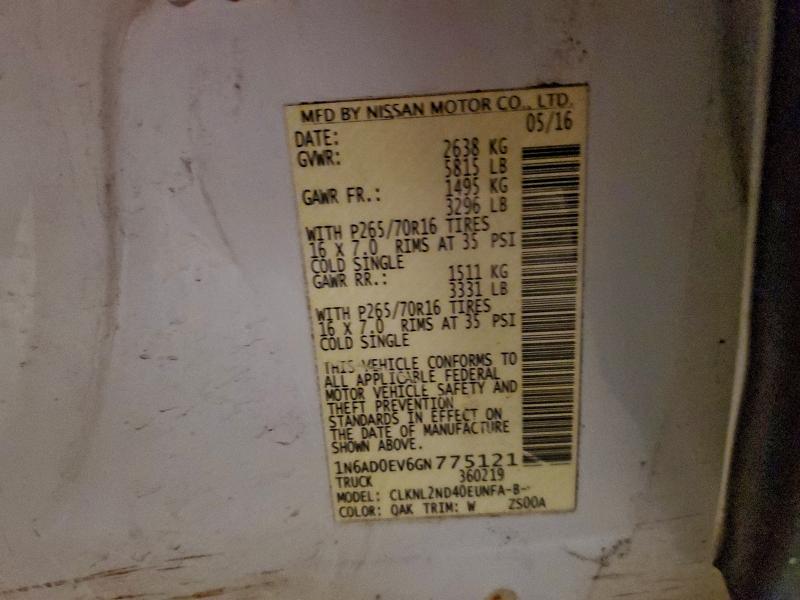 MFD BY NISSAN MOTOR CO., LTD.
DATE: 05/16
GVWR: 2638 KG
5815 LB
GAWR FR.: 1495 KG
3296 LB
WITH P265/70R16 TIRES
16 X 7.0 RIMS AT 35 PSI
COLD SINGLE
GAWR RR.: 1511 KG
3331 LB
WITH P265/70R16 TIRES
16 X 7.0 RIMS AT 35 PSI
COLD SINGLE
THIS VEHICLE CONFORMS TO
ALL APPLICABLE FEDERAL
MOTOR VEHICLE SAFETY AND
THEFT PREVENTION
STANDARDS IN EFFECT ON
THE DATE OF MANUFACTURE
SHOWN ABOVE.
1N6AD0EV6GN775121
TRUCK 360219
MODEL: CLKNL2ND40EUNFA-B--
COLOR: QAK TRIM: W ZS00A